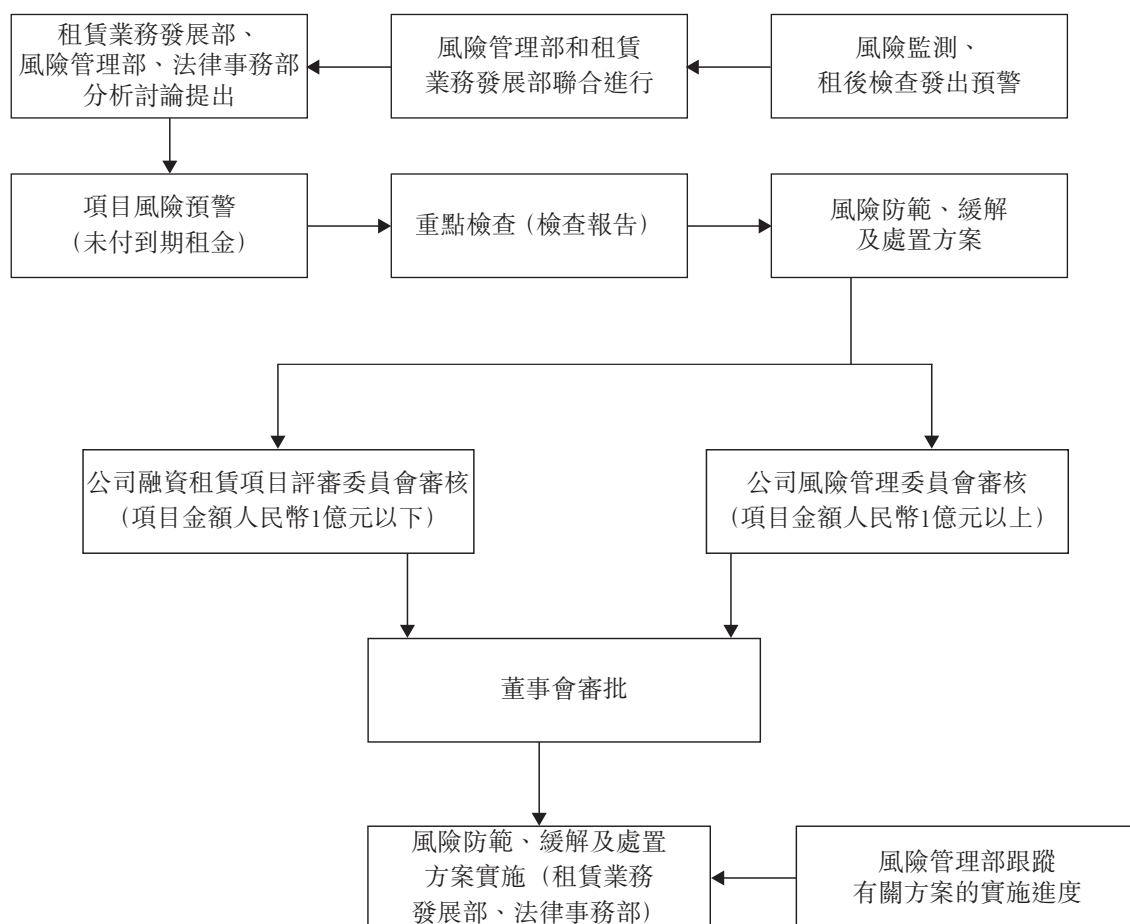 租賃業務發展部、
風險管理部、法律事務部
分析討論提出
風險管理部和租賃
業務發展部聯合進行
風險監測、
租後檢查發出預警
項目風險預警
（未付到期租金）
重點檢查（檢查報告）
風險防範、緩解
及處置方案
公司融資租賃項目評審委員會審核
（項目金額人民幣1億元以下）
公司風險管理委員會審核
（項目金額人民幣1億元以上）
董事會審批
風險防範、緩解及處置
方案實施（租賃業務
發展部、法律事務部）
風險管理部跟蹤
有關方案的實施進度